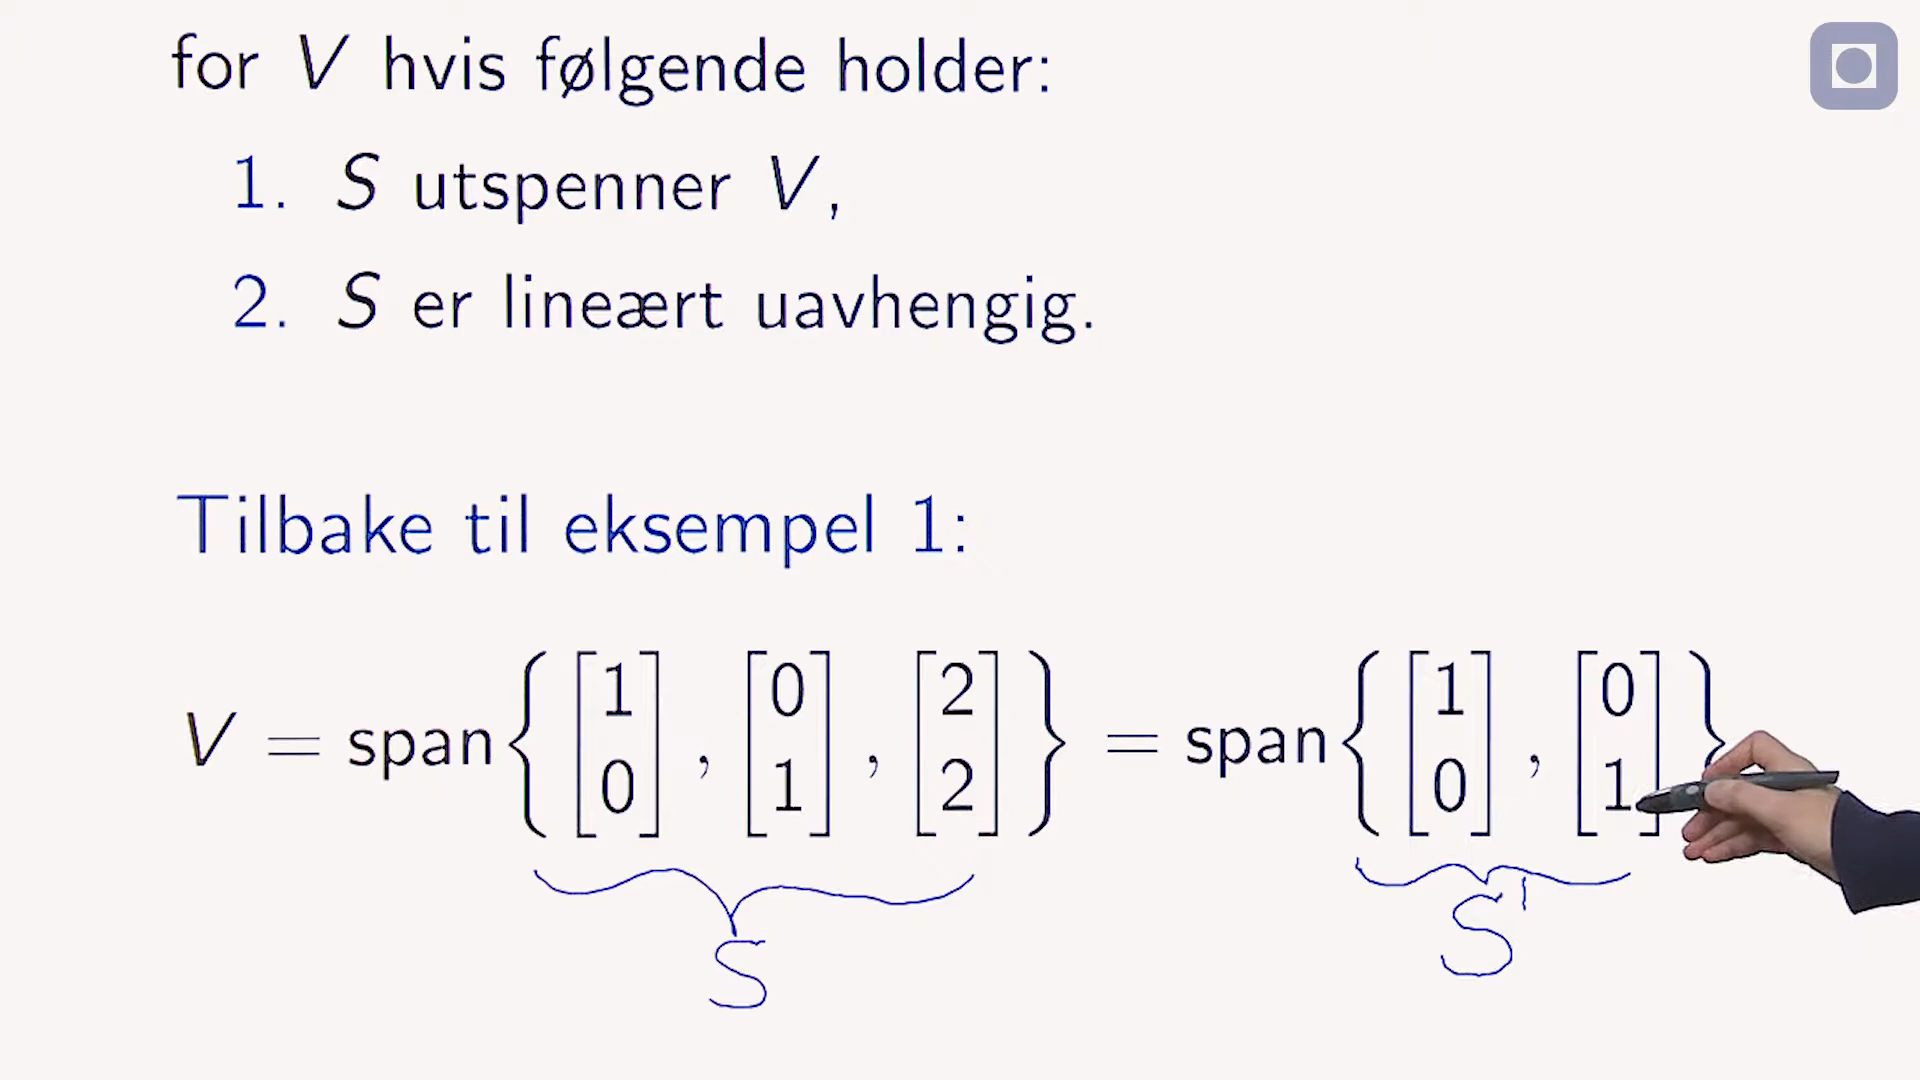 for V hvis følgende holder:
1. S utspenner V,
2. S er lineært uavhengig.
Tilbake til eksempel 1:
V = span{[1 0], [0 1], [2 2]} = span{[1 0], [0 1]}
S S'